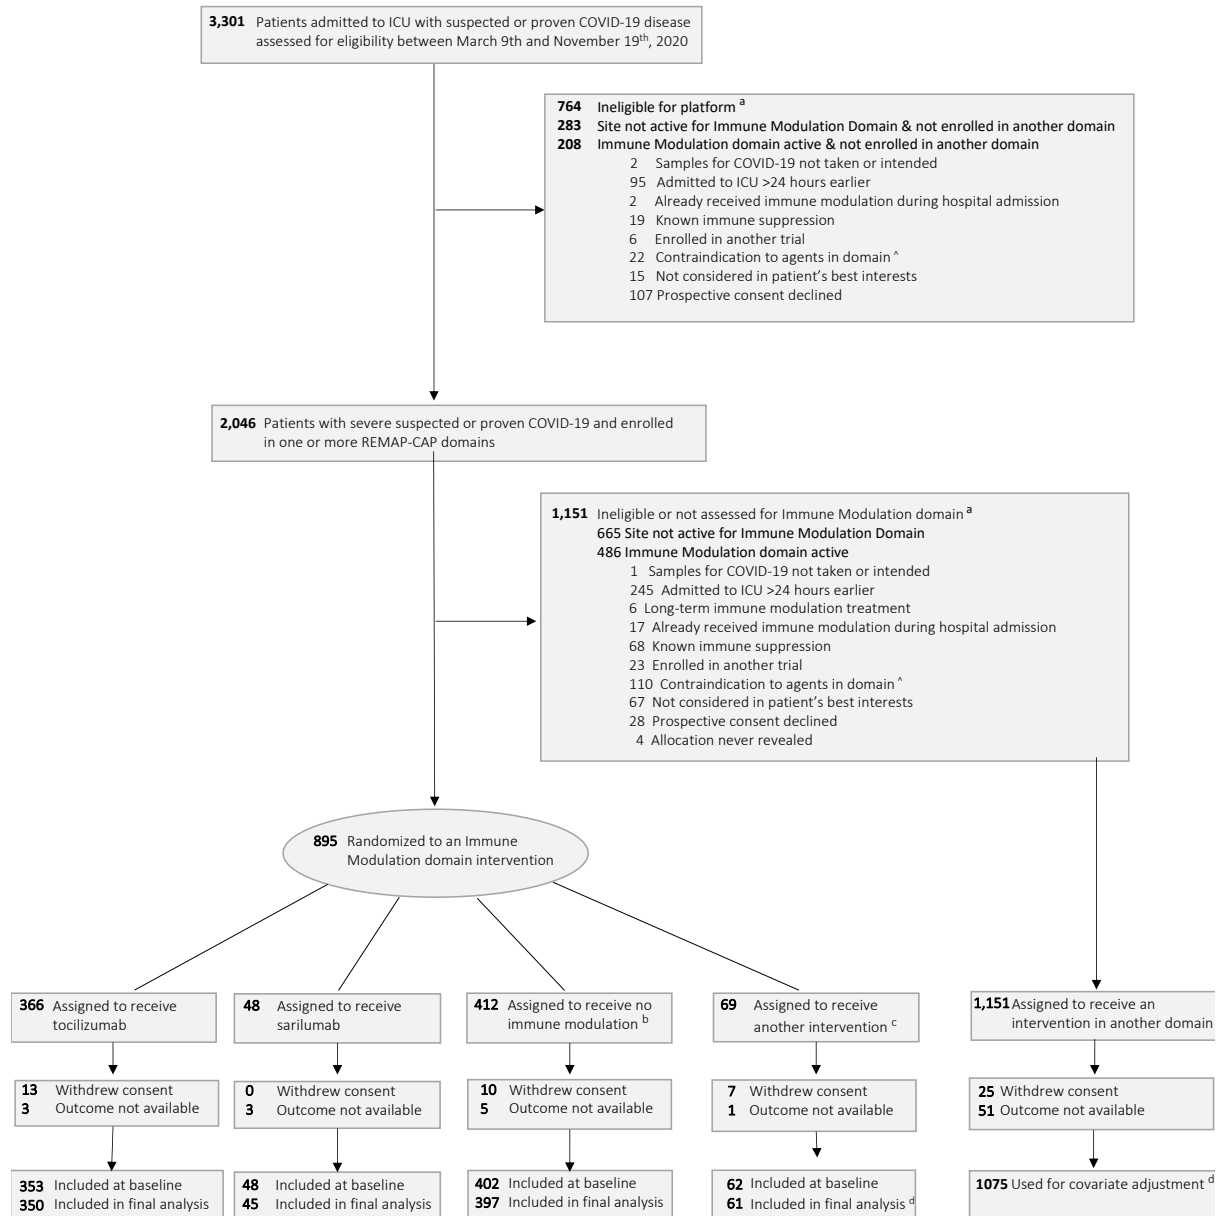 3,301 Patients admitted to ICU with suspected or proven COVID-19 disease
assessed for eligibility between March 9th and November 19th, 2020
764 Ineligible for platform a
283 Site not active for Immune Modulation Domain & not enrolled in another domain
208 Immune Modulation domain active & not enrolled in another domain
2 Samples for COVID-19 not taken or intended
95 Admitted to ICU >24 hours earlier
2 Already received immune modulation during hospital admission
19 Known immune suppression
6 Enrolled in another trial
22 Contraindication to agents in domain ^
15 Not considered in patient's best interests
107 Prospective consent declined
2,046 Patients with severe suspected or proven COVID-19 and enrolled
in one or more REMAP-CAP domains
1,151 Ineligible or not assessed for Immune Modulation domain a
665 Site not active for Immune Modulation Domain
486 Immune Modulation domain active
1 Samples for COVID-19 not taken or intended
245 Admitted to ICU >24 hours earlier
6 Long-term immune modulation treatment
17 Already received immune modulation during hospital admission
68 Known immune suppression
23 Enrolled in another trial
110 Contraindication to agents in domain ^
67 Not considered in patient's best interests
28 Prospective consent declined
4 Allocation never revealed
895 Randomized to an Immune
Modulation domain intervention
366 Assigned to receive
tocilizumab
48 Assigned to receive
sarilumab
412 Assigned to receive no
immune modulation b
69 Assigned to receive
another intervention c
1,151 Assigned to receive an
intervention in another domain
13 Withdrew consent
3 Outcome not available
0 Withdrew consent
3 Outcome not available
10 Withdrew consent
5 Outcome not available
7 Withdrew consent
1 Outcome not available
25 Withdrew consent
51 Outcome not available
353 Included at baseline
350 Included in final analysis
48 Included at baseline
45 Included in final analysis
402 Included at baseline
397 Included in final analysis
62 Included at baseline
61 Included in final analysis d
1075 Used for covariate adjustment d